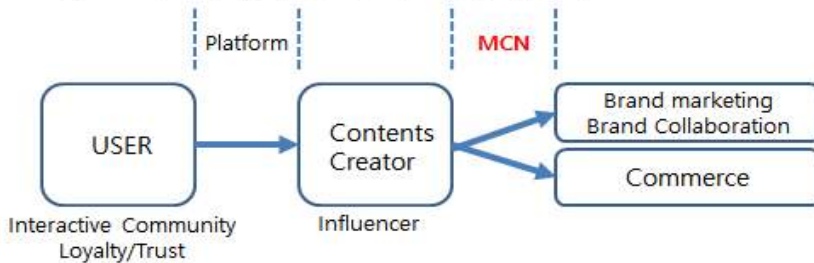 Platform
MCN
USER
Contents
Creator
Brand marketing
Brand Collaboration
Commerce
Interactive Community
Loyalty/Trust
Influencer